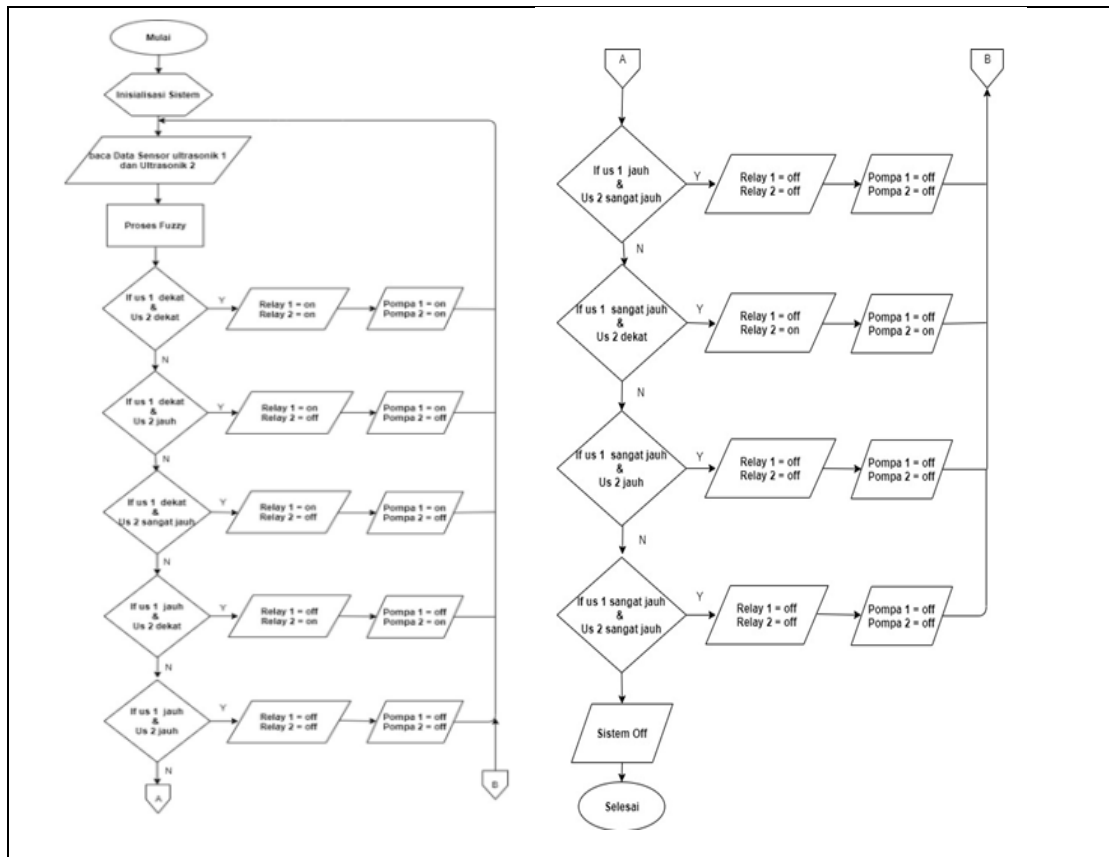 Mulai
Inisialisasi Sistem
baca Data Sensor ultrasonik 1
dan Ultrasonik 2
Proses Fuzzy
If us 1 dekat
&
Us 2 dekat
Y
Relay 1 = on
Relay 2 = on
Pompa 1 = on
Pompa 2 = on
N
If us 1 dekat
&
Us 2 jauh
Y
Relay 1 = on
Relay 2 = off
Pompa 1 = on
Pompa 2 = off
N
If us 1 dekat
&
Us 2 sangat jauh
Y
Relay 1 = on
Relay 2 = off
Pompa 1 = on
Pompa 2 = off
N
If us 1 jauh
&
Us 2 dekat
Y
Relay 1 = off
Relay 2 = on
Pompa 1 = off
Pompa 2 = on
N
If us 1 jauh
&
Us 2 jauh
Y
Relay 1 = off
Relay 2 = off
Pompa 1 = off
Pompa 2 = off
N
A
B
A
B
If us 1 jauh
&
Us 2 sangat jauh
Y
Relay 1 = off
Relay 2 = off
Pompa 1 = off
Pompa 2 = off
N
If us 1 sangat jauh
&
Us 2 dekat
Y
Relay 1 = off
Relay 2 = on
Pompa 1 = off
Pompa 2 = on
N
If us 1 sangat jauh
&
Us 2 jauh
Y
Relay 1 = off
Relay 2 = off
Pompa 1 = off
Pompa 2 = off
N
If us 1 sangat jauh
&
Us 2 sangat jauh
Y
Relay 1 = off
Relay 2 = off
Pompa 1 = off
Pompa 2 = off
Sistem Off
Selesai